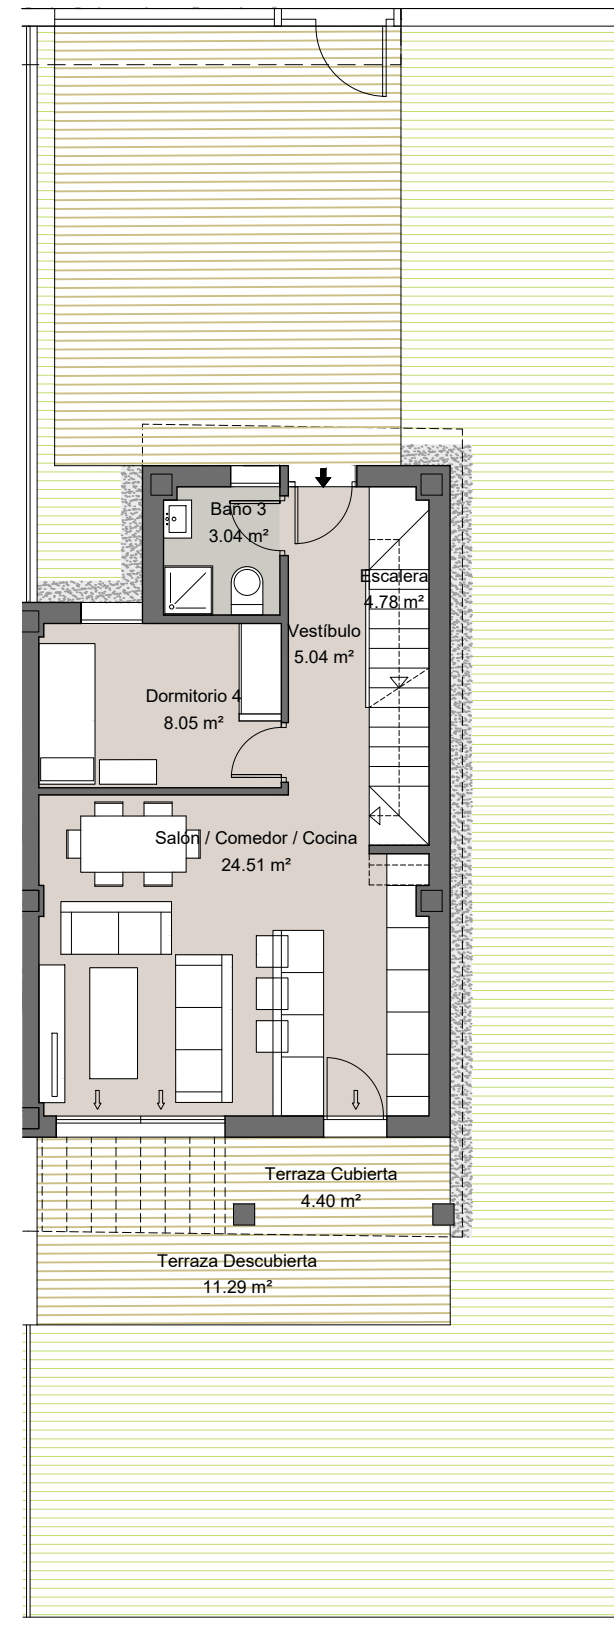 Baño 3
3.04 m²
Escalera
4.78 m²
Vestíbulo
5.04 m²
Dormitorio 4
8.05 m²
Salón / Comedor / Cocina
24.51 m²
Terraza Cubierta
4.40 m²
Terraza Descubierta
11.29 m²